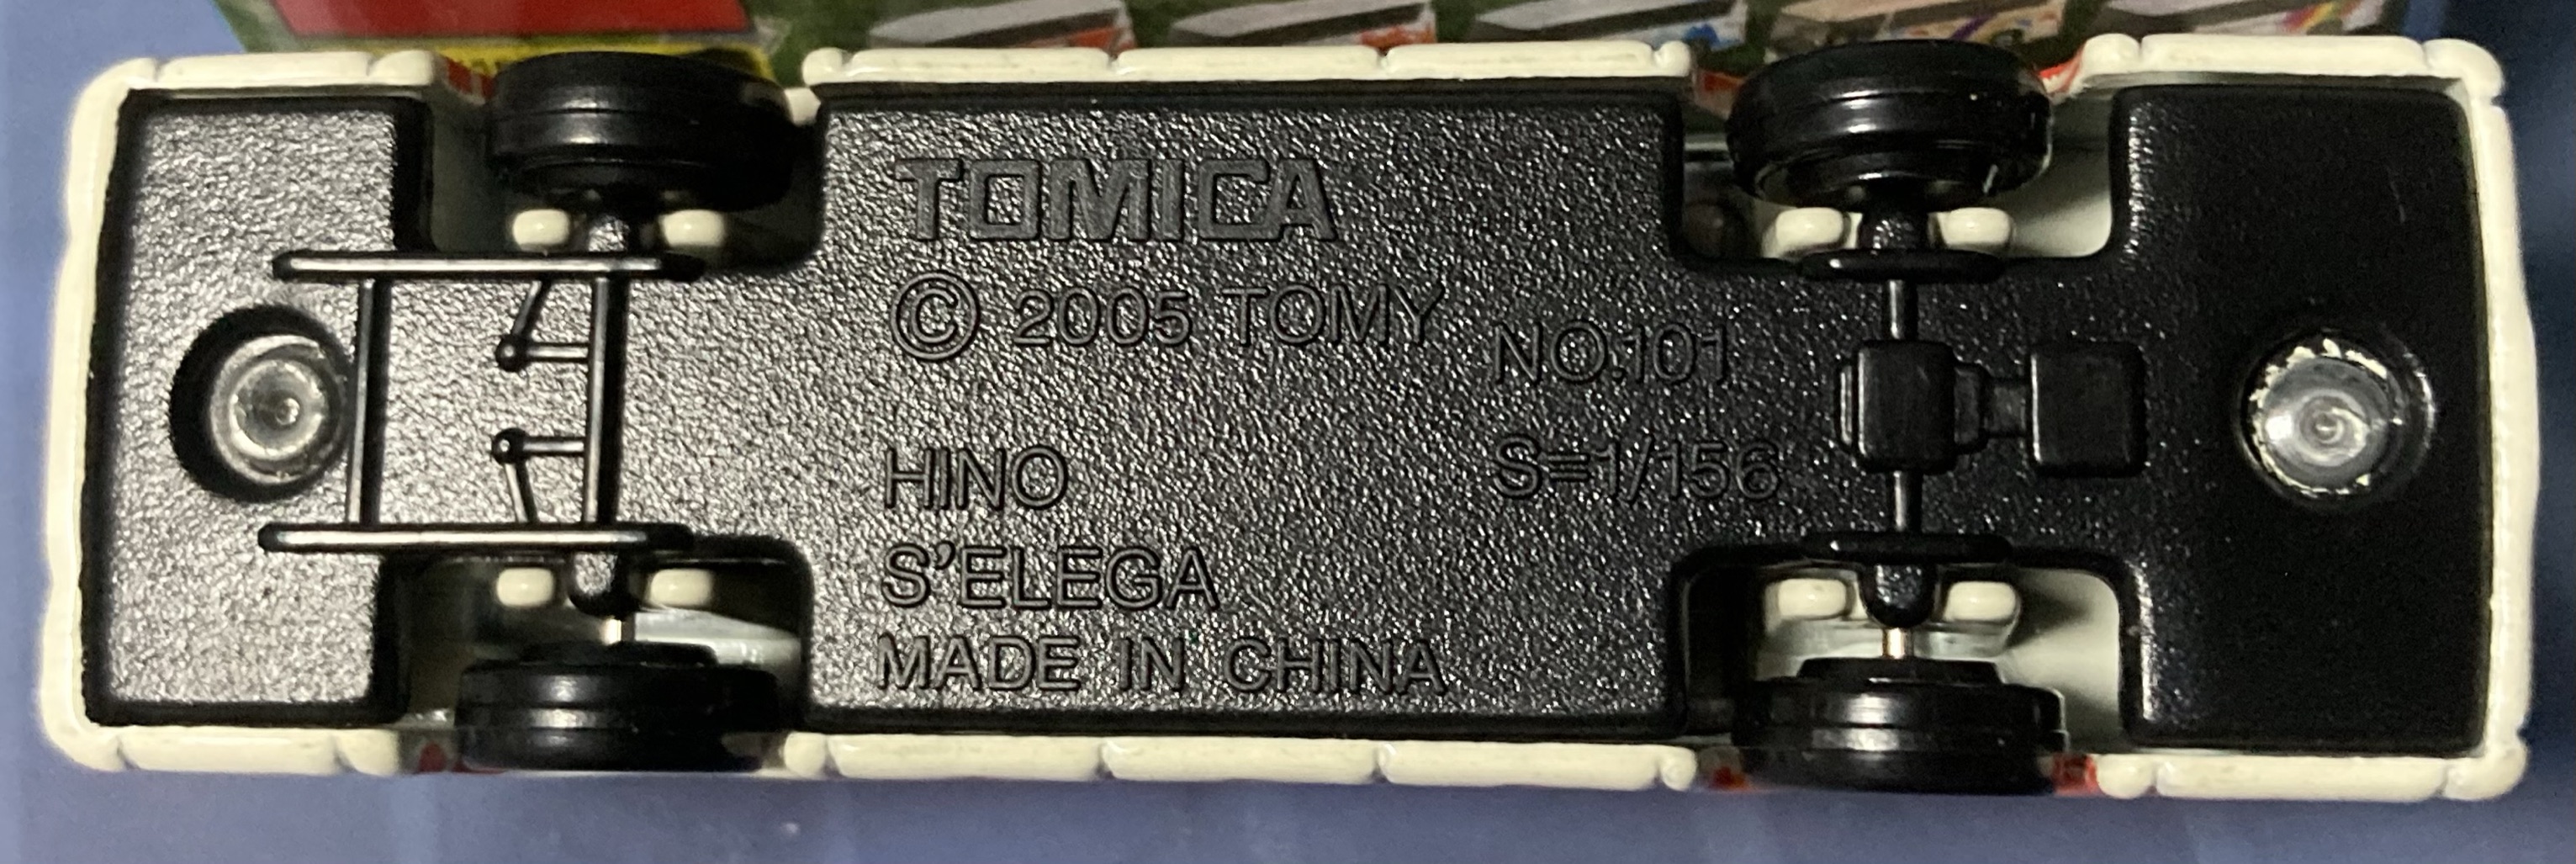 TOMICA
© 2005 TOMY
NO.101
HINO
S=1/156
S'ELEGA
MADE IN CHINA